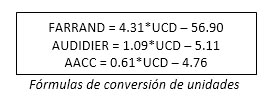 FARRAND = 4.31*UCD – 56.90
AUDIDIER = 1.09*UCD – 5.11
AACC = 0.61*UCD – 4.76
Fórmulas de conversión de unidades